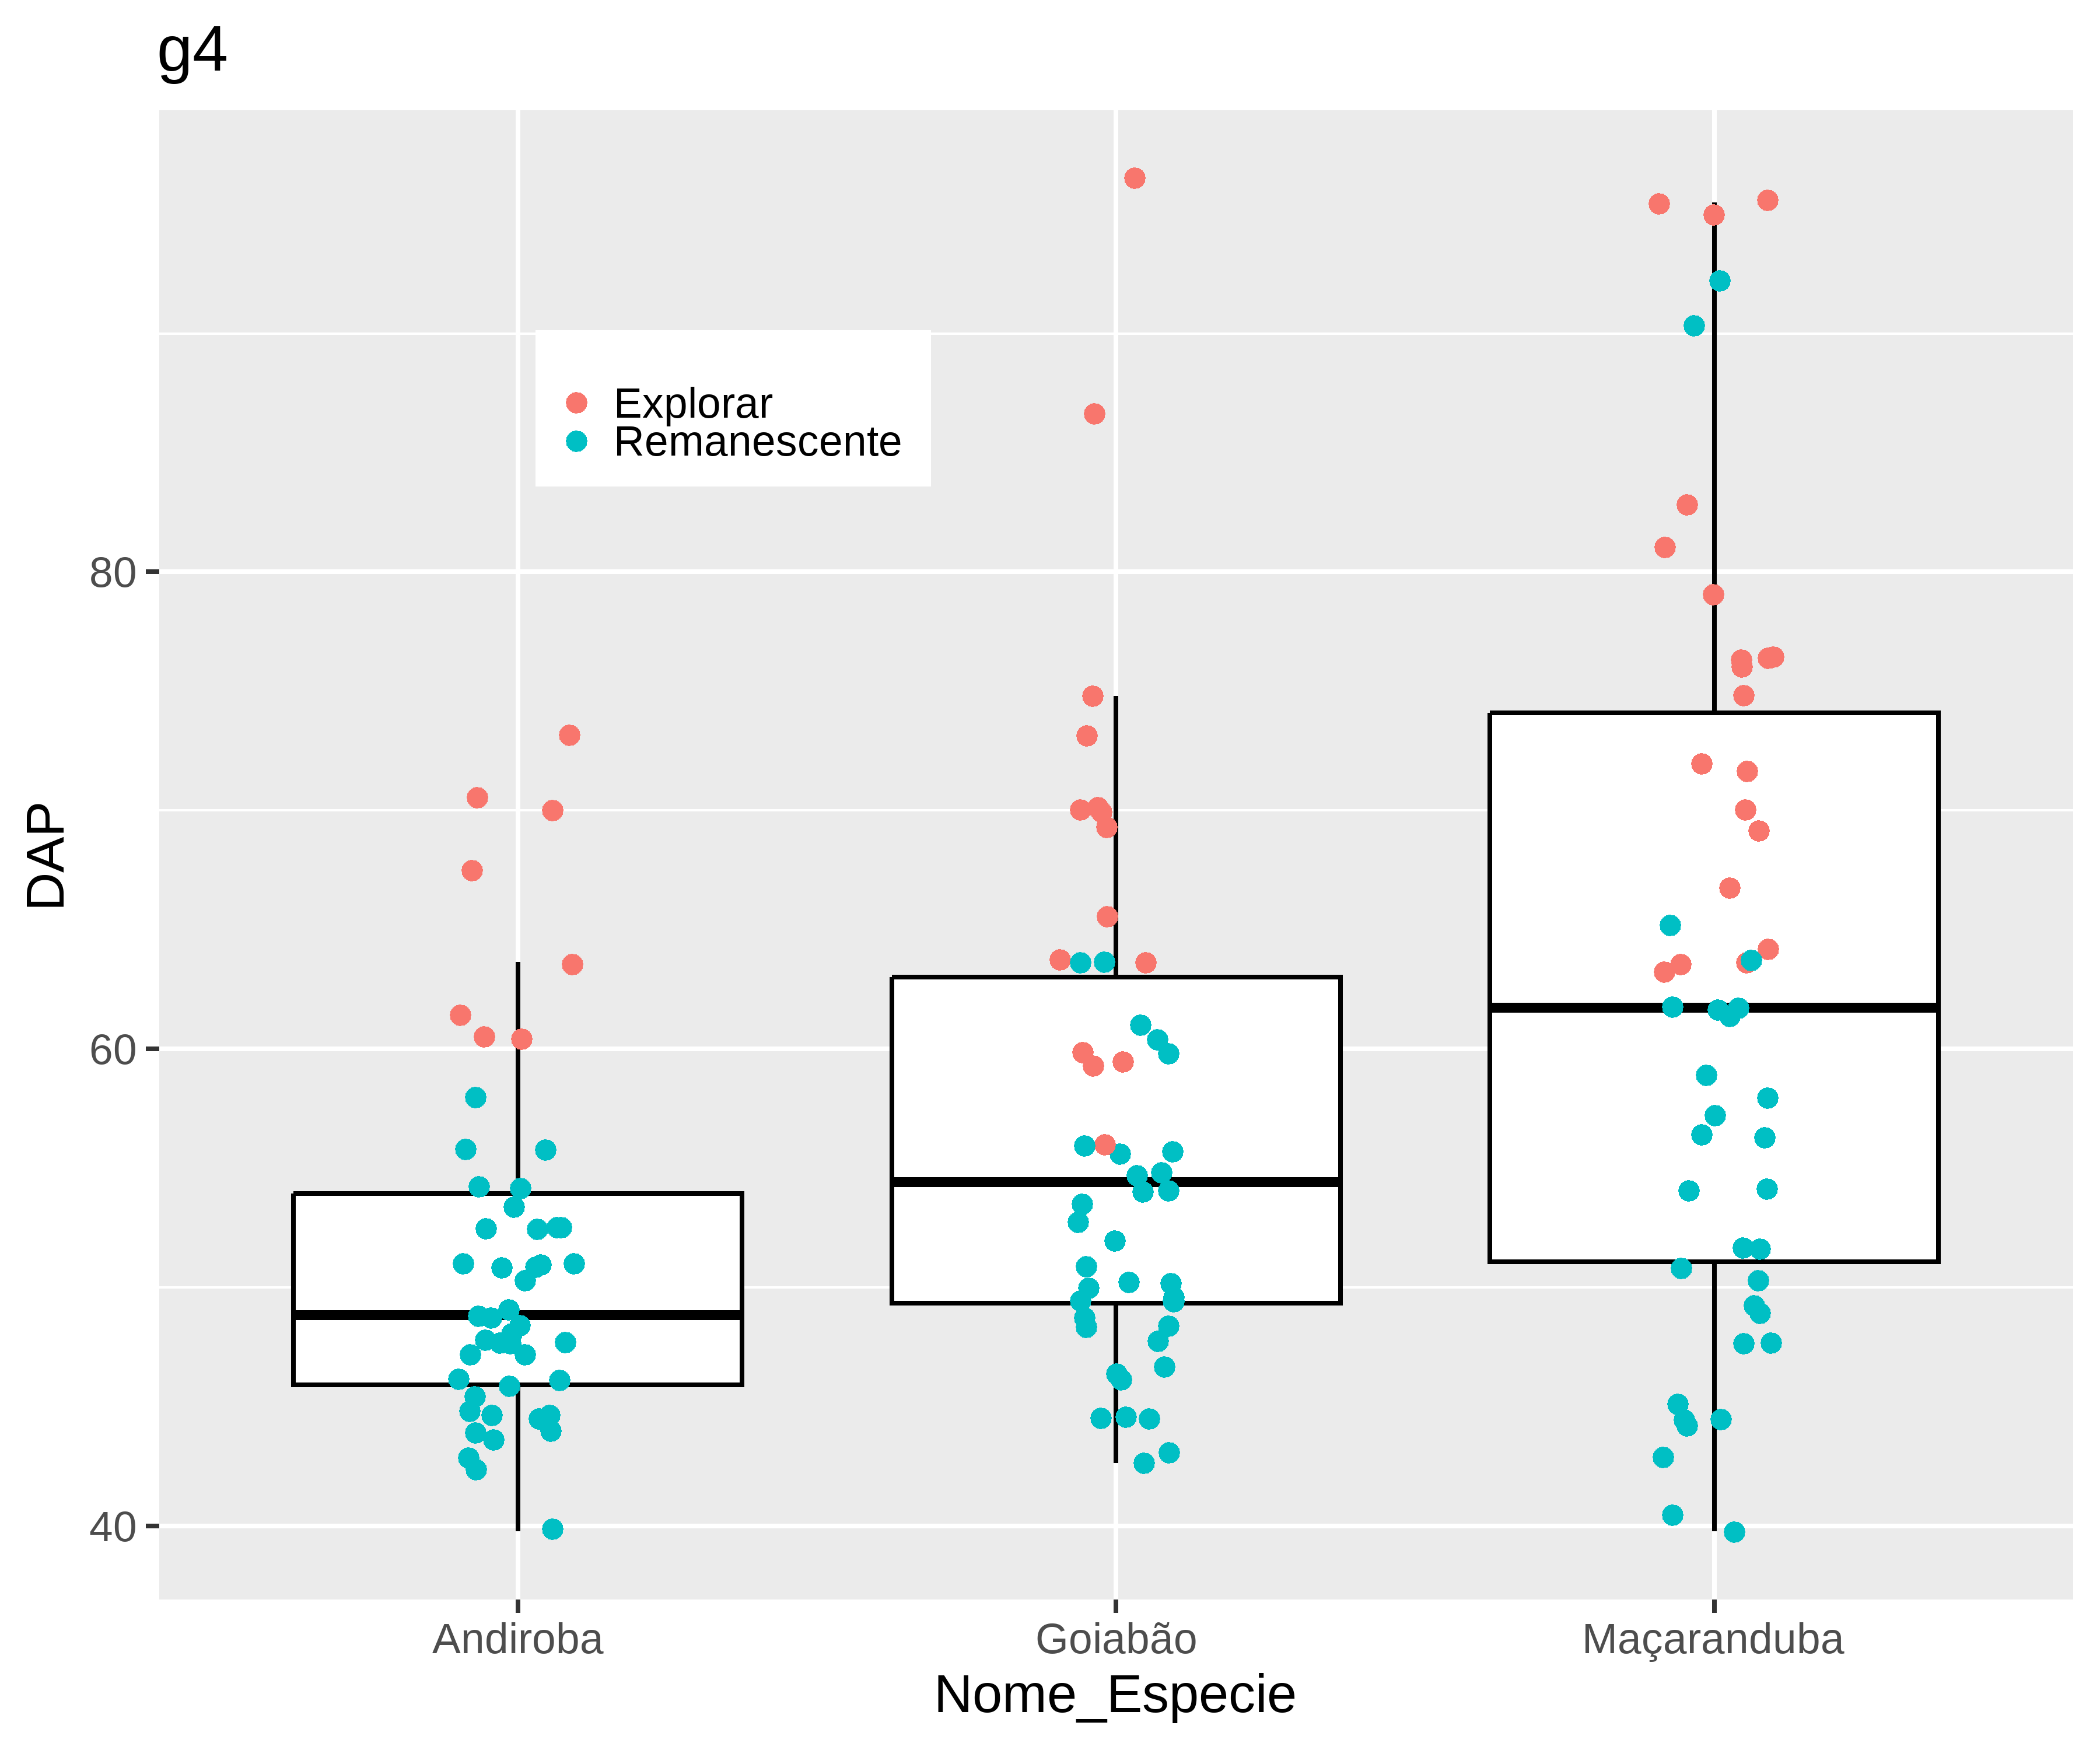 g4
Explorar
Remanescente
80
60
40
DAP
Andiroba Goiabão Maçaranduba
Nome_Especie